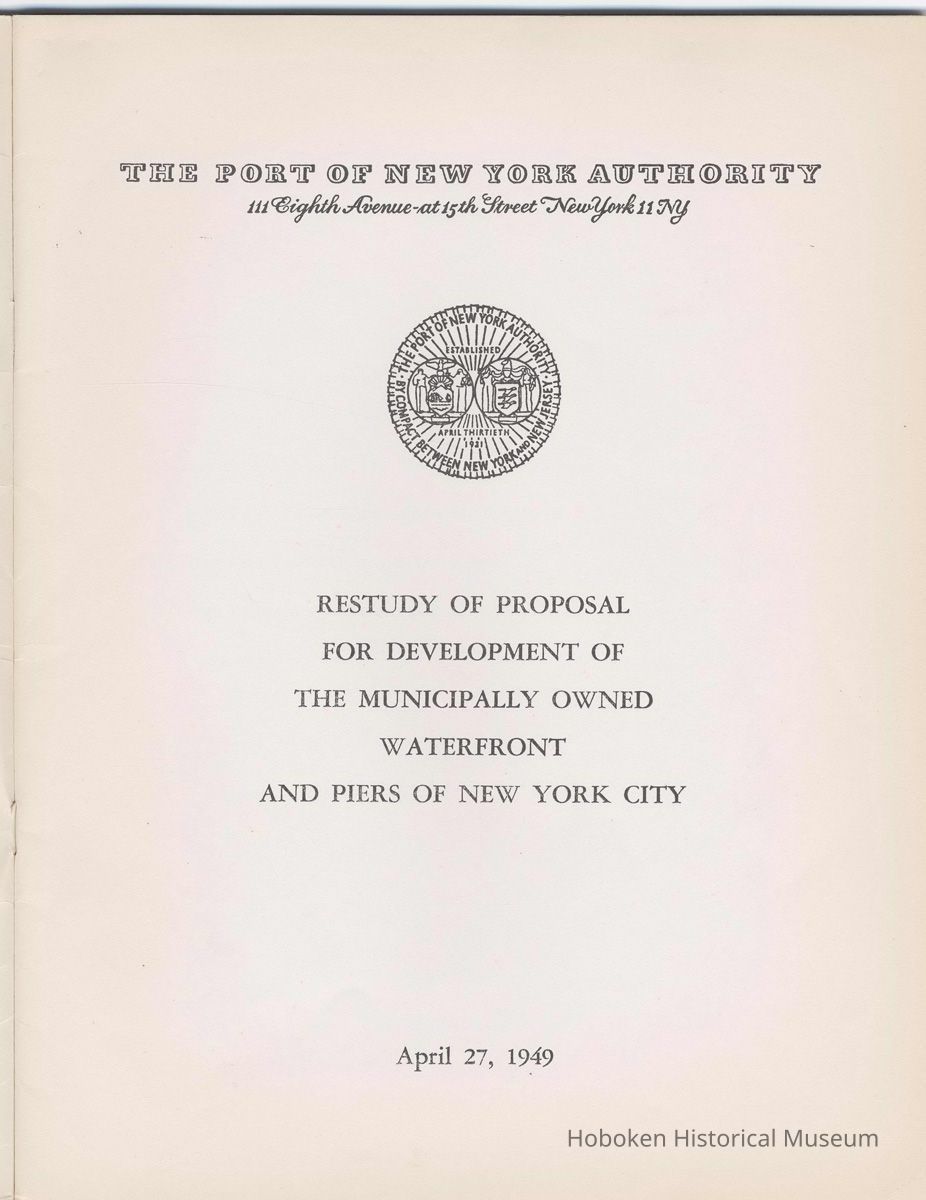 THE PORT OF NEW YORK AUTHORITY
111 Eighth Avenue-at 15th Street New York 11 NY
· THE PORT OF NEW YORK AUTHORITY ·
BY COMPACT BETWEEN NEW YORK AND NEW JERSEY
ESTABLISHED
APRIL THIRTIETH
1921
RESTUDY OF PROPOSAL
FOR DEVELOPMENT OF
THE MUNICIPALLY OWNED
WATERFRONT
AND PIERS OF NEW YORK CITY
April 27, 1949
Hoboken Historical Museum